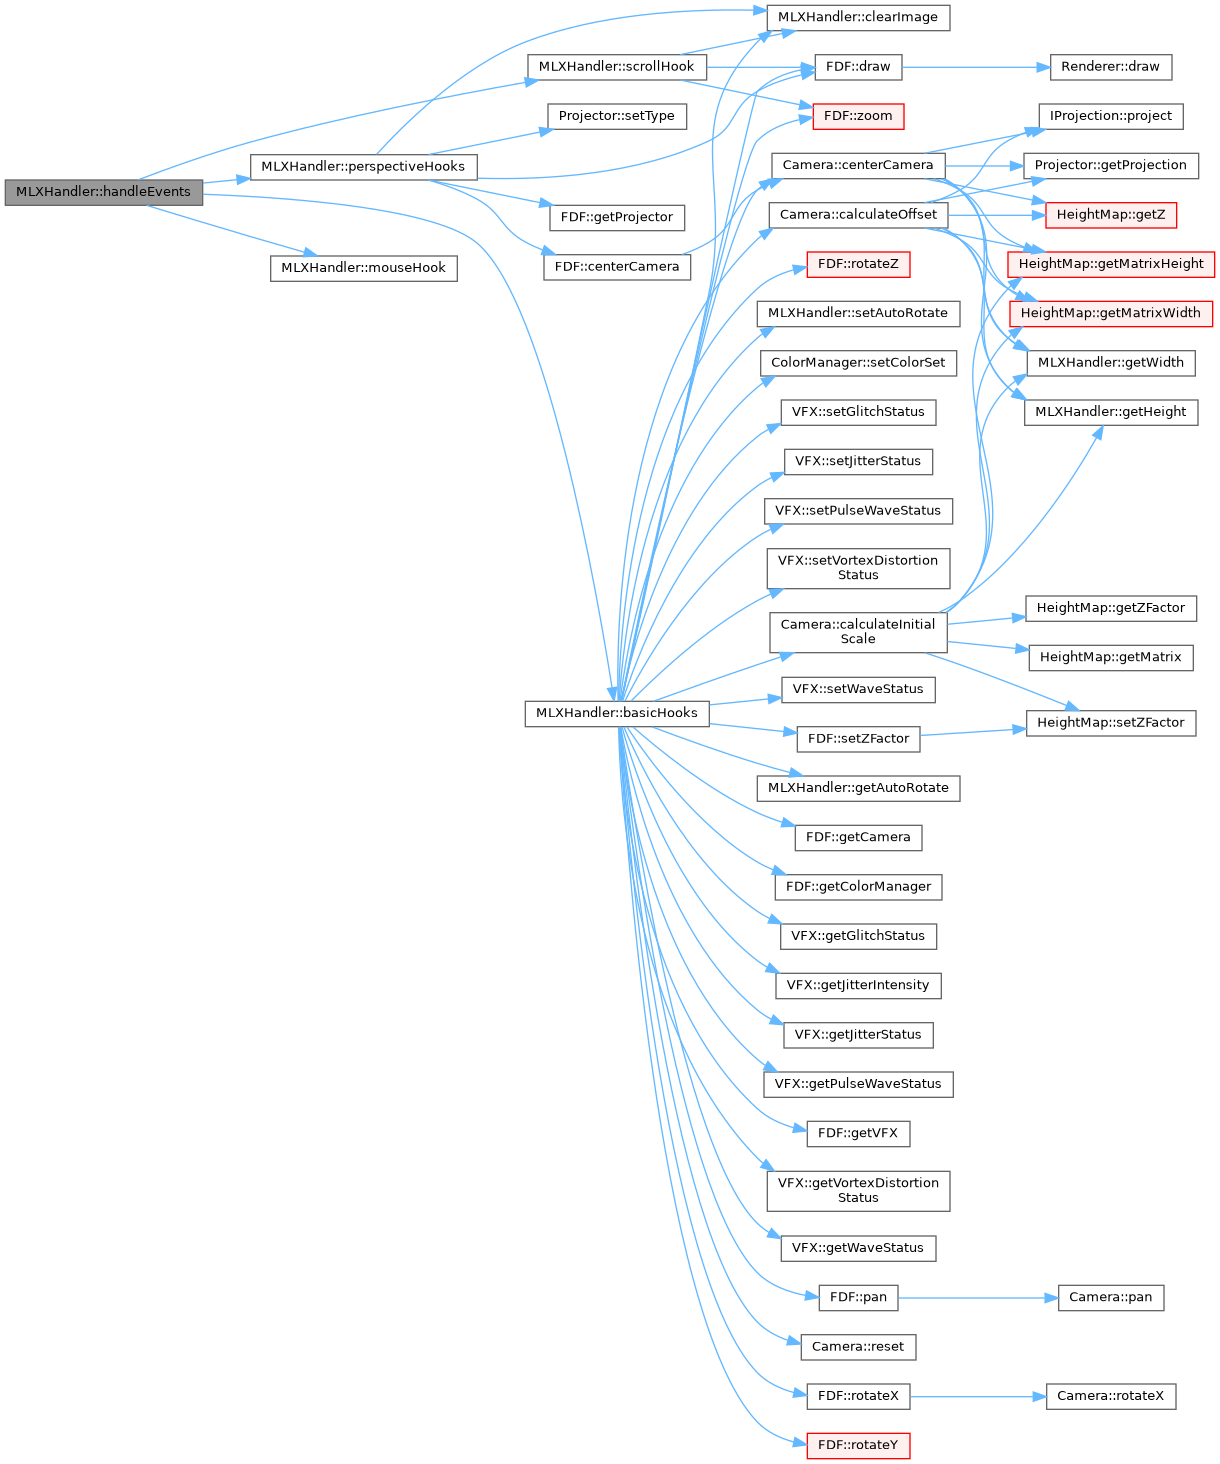 MLXHandler::clearImage
MLXHandler::scrollHook
FDF::draw
Renderer::draw
Projector::setType
FDF::zoom
IProjection::project
MLXHandler::perspectiveHooks
Camera::centerCamera
Projector::getProjection
MLXHandler::handleEvents
FDF::getProjector
Camera::calculateOffset
HeightMap::getZ
MLXHandler::mouseHook
FDF::centerCamera
FDF::rotateZ
HeightMap::getMatrixHeight
MLXHandler::setAutoRotate
HeightMap::getMatrixWidth
ColorManager::setColorSet
MLXHandler::getWidth
VFX::setGlitchStatus
MLXHandler::getHeight
VFX::setJitterStatus
VFX::setPulseWaveStatus
VFX::setVortexDistortion
Status
Camera::calculateInitial
Scale
HeightMap::getZFactor
HeightMap::getMatrix
VFX::setWaveStatus
MLXHandler::basicHooks
FDF::setZFactor
HeightMap::setZFactor
MLXHandler::getAutoRotate
FDF::getCamera
FDF::getColorManager
VFX::getGlitchStatus
VFX::getJitterIntensity
VFX::getJitterStatus
VFX::getPulseWaveStatus
FDF::getVFX
VFX::getVortexDistortion
Status
VFX::getWaveStatus
FDF::pan
Camera::pan
Camera::reset
FDF::rotateX
Camera::rotateX
FDF::rotateY